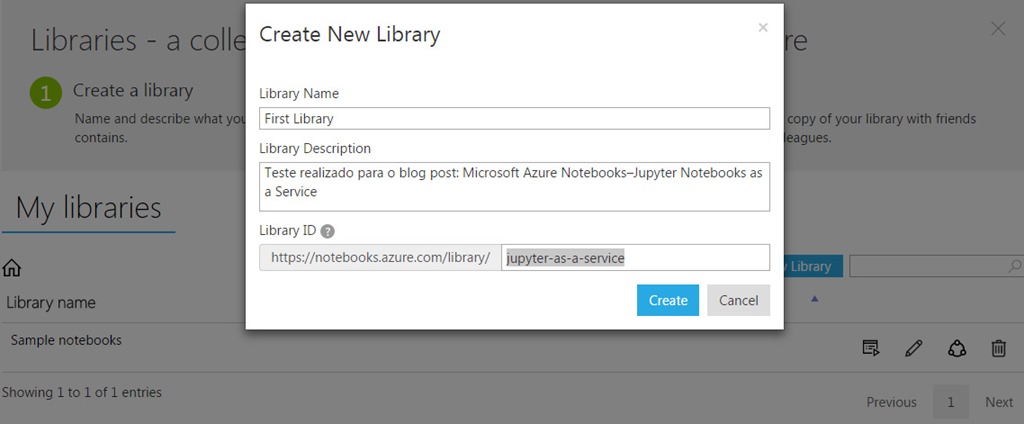 Create New Library ×
Libraries - a colle re
1 Create a library
Name and describe what you copy of your library with friends
contains. leagues.
Library Name
First Library
Library Description
Teste realizado para o blog post: Microsoft Azure Notebooks–Jupyter Notebooks as
a Service
Library ID ?
https://notebooks.azure.com/library/ jupyter-as-a-service
Create Cancel
My libraries
Library
Library name
Sample notebooks
Showing 1 to 1 of 1 entries
Previous 1 Next